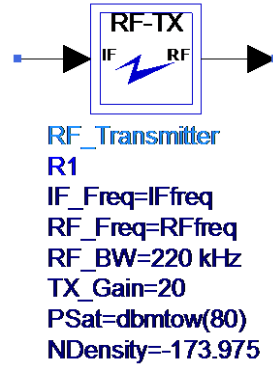 RF-TX
IF RF
RF_Transmitter
R1
IF_Freq=IFfreq
RF_Freq=RFfreq
RF_BW=220 kHz
TX_Gain=20
PSat=dbmtow(80)
NDensity=-173.975